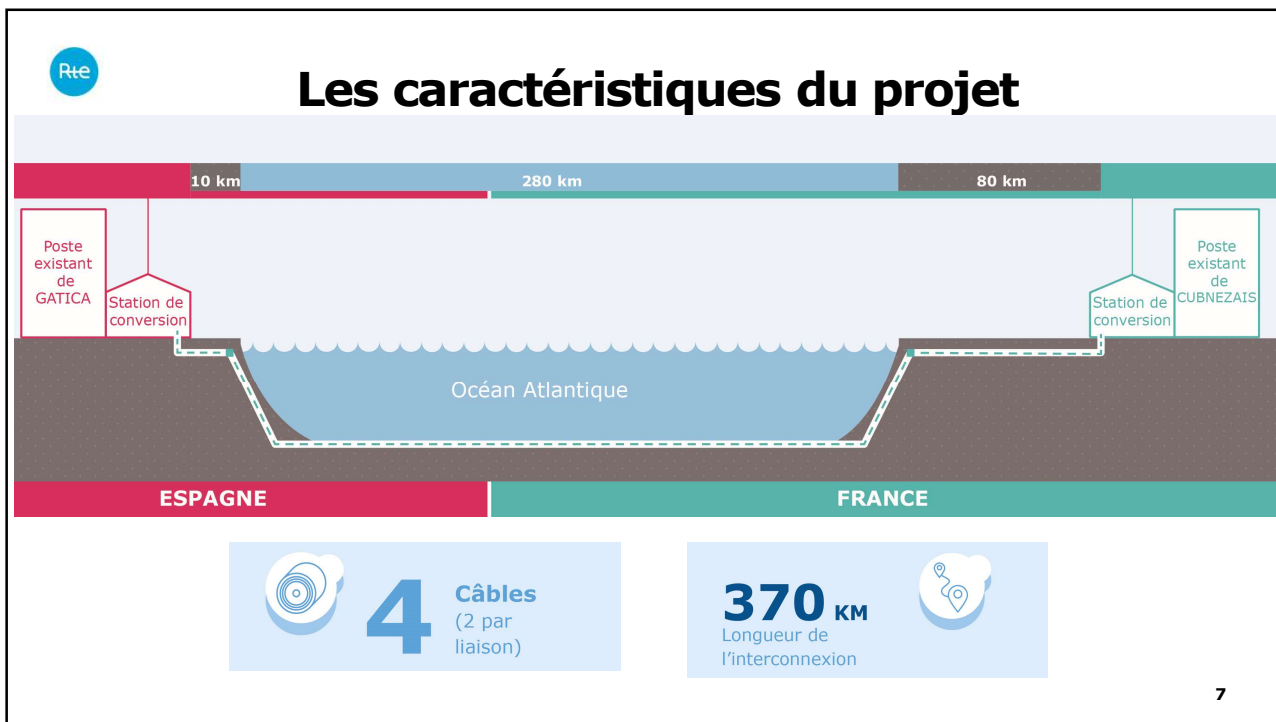 Rte
Les caractéristiques du projet
10 km
280 km
80 km
Poste
existant
de
GATICA
Station de
conversion
Station de
conversion
Poste
existant
de
CUBNEZAIS
Océan Atlantique
ESPAGNE
FRANCE
4
Câbles
(2 par
liaison)
370 KM
Longueur de
l’interconnexion
7